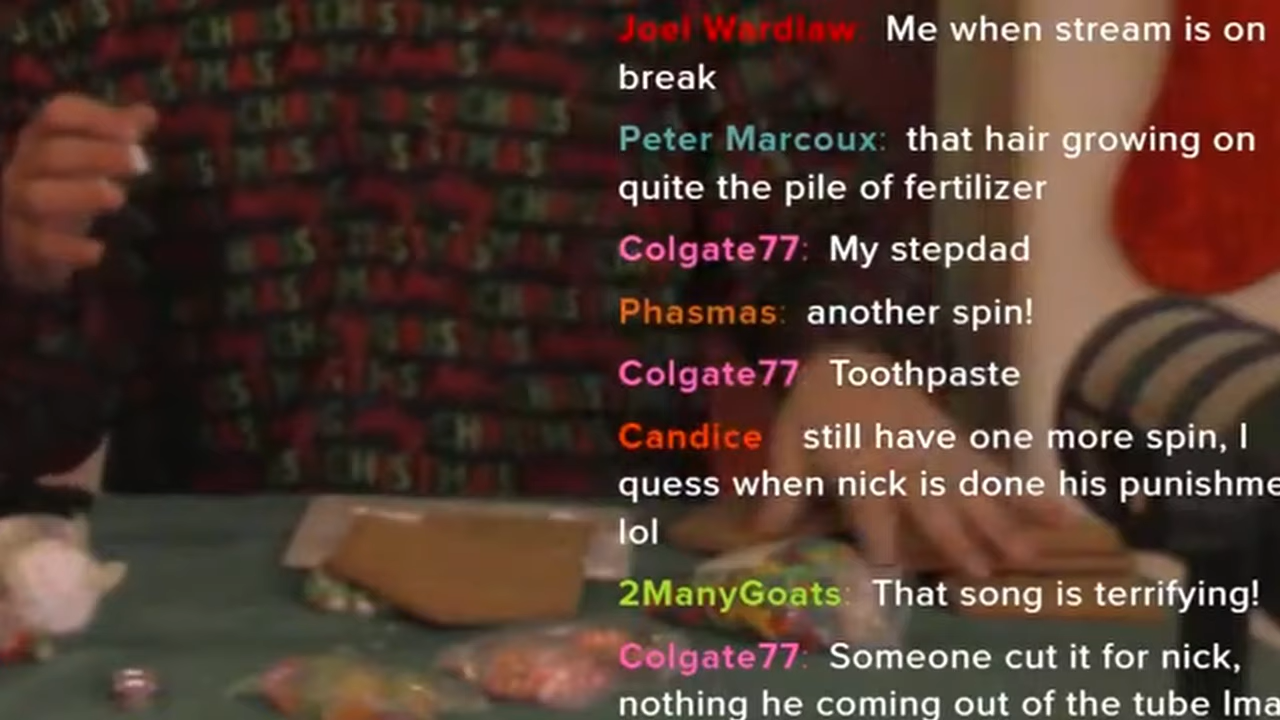 Joel Wardlaw: Me when stream is on
break
Peter Marcoux: that hair growing on
quite the pile of fertilizer
Colgate77: My stepdad
Phasmas: another spin!
Colgate77: Toothpaste
Candice still have one more spin, I
quess when nick is done his punishme
lol
2ManyGoats: That song is terrifying!
Colgate77: Someone cut it for nick,
nothing he coming out of the tube lma